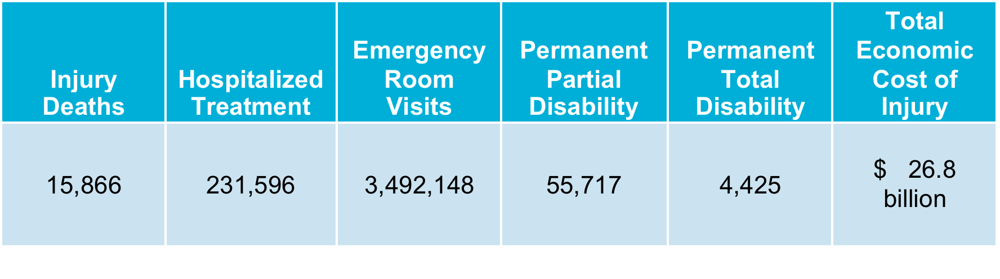 Injury
Deaths
Hospitalized
Treatment
Emergency
Room
Visits
Permanent
Partial
Disability
Permanent
Total
Disability
Total
Economic
Cost of
Injury
15,866
231,596
3,492,148
55,717
4,425
$ 26.8
billion